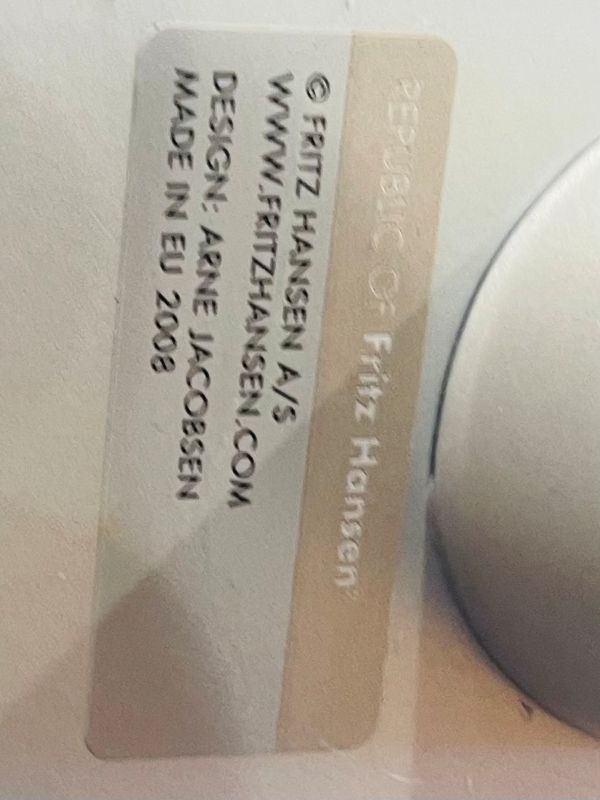 REPUBLIC OF Fritz Hansen®
© FRITZ HANSEN A/S
WWW.FRITZHANSEN.COM
DESIGN: ARNE JACOBSEN
MADE IN EU 2008